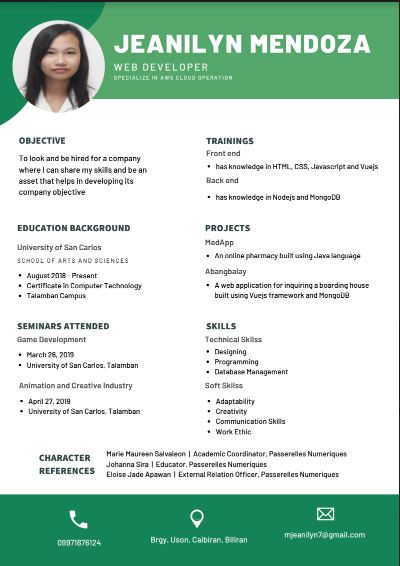 JEANILYN MENDOZA
WEB DEVELOPER
SPECIALIZE IN AWS CLOUD OPERATION
OBJECTIVE
To look and be hired for a company
where I can share my skills and be an
asset that helps in developing its
company objective
TRAININGS
Front end
• has knowledge in HTML, CSS, Javascript and Vuejs
Back end
• has knowledge in Nodejs and MongoDB
EDUCATION BACKGROUND
University of San Carlos
SCHOOL OF ARTS AND SCIENCES
• August 2018 - Present
• Certificate in Computer Technology
• Talamban Campus
PROJECTS
MedApp
• An online pharmacy built using Java language
Abangbalay
• A web application for inquiring a boarding house
built using Vuejs framework and MongoDB
SEMINARS ATTENDED
Game Development
• March 26, 2019
• University of San Carlos, Talamban
Animation and Creative Industry
• April 27, 2019
• University of San Carlos, Talamban
SKILLS
Technical Skilss
• Designing
• Programming
• Database Management
Soft Skilss
• Adaptability
• Creativity
• Communication Skills
• Work Ethic
CHARACTER
REFERENCES
Marie Maureen Salvaleon | Academic Coordinator, Passerelles Numeriques
Johanna Sira | Educator, Passerelles Numeriques
Eloise Jade Apawan | External Relation Officer, Passerelles Numeriques
09971876124
Brgy. Uson, Caibiran, Biliran
mjeanilyn7@gmail.com